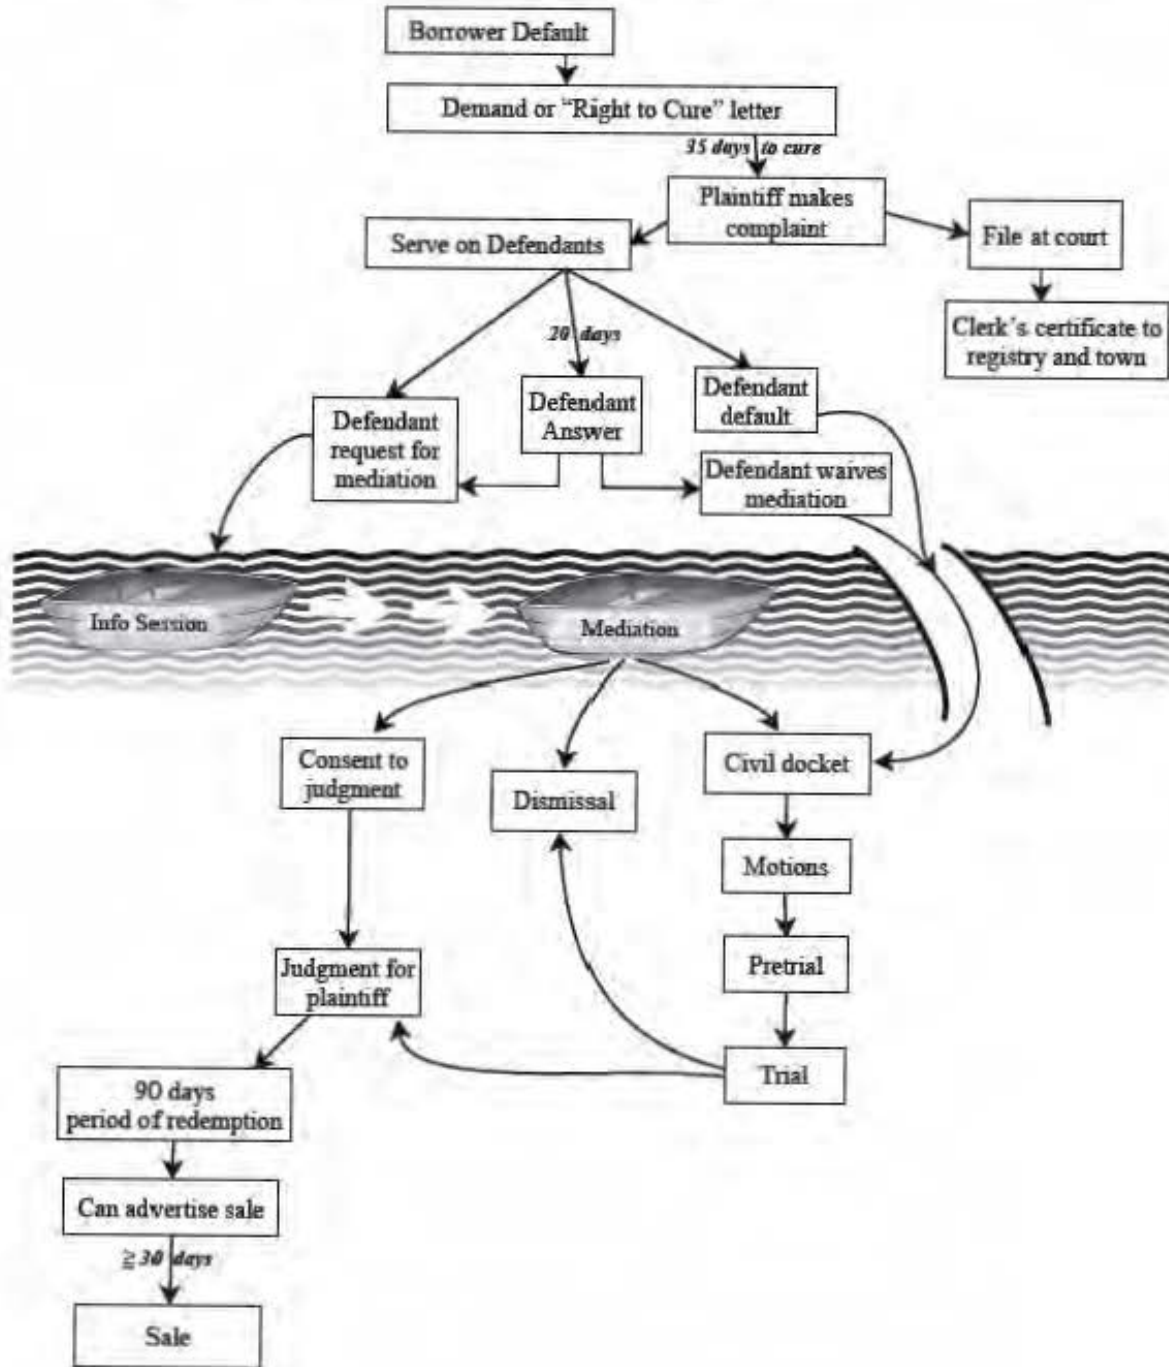 Borrower Default
Demand or “Right to Cure” letter
35 days to cure
Plaintiff makes
complaint
Serve on Defendants
File at court
Clerk's certificate to
registry and town
20 days
Defendant
request for
mediation
Defendant
Answer
Defendant
default
Defendant waives
mediation
Info Session
Mediation
Consent to
judgment
Dismissal
Civil docket
Motions
Pretrial
Trial
Judgment for
plaintiff
90 days
period of redemption
Can advertise sale
≧30 days
Sale